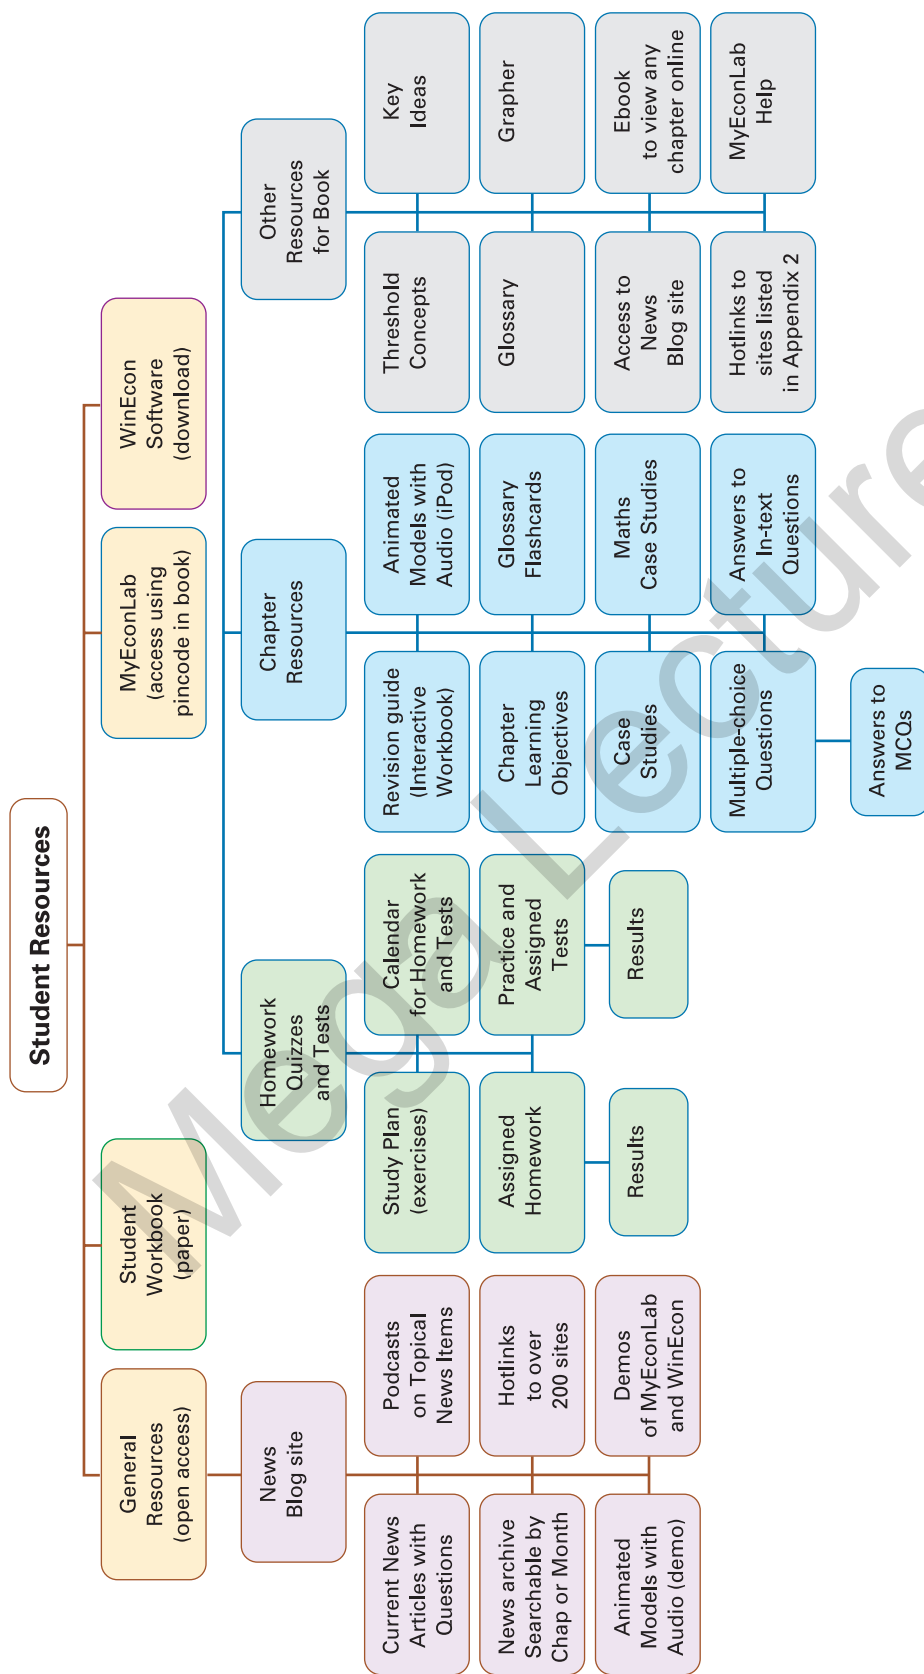 Student Resources
General
Resources
(open access)
Student
Workbook
(paper)
MyEconLab
(access using
pincode in book)
WinEcon
Software
(download)
News
Blog site
Homework
Quizzes
and Tests
Chapter
Resources
Other
Resources
for Book
Current News
Articles with
Questions
Podcasts
on Topical
News Items
News archive
Searchable by
Chap or Month
Hotlinks
to over
200 sites
Animated
Models with
Audio (demo)
Demos
of MyEconLab
and WinEcon
Study Plan
(exercises)
Calendar
for Homework
and Tests
Assigned
Homework
Practice and
Assigned
Tests
Results
Results
Revision guide
(Interactive
Workbook)
Animated
Models with
Audio (iPod)
Chapter
Learning
Objectives
Glossary
Flashcards
Case
Studies
Maths
Case Studies
Multiple-choice
Questions
Answers to
In-text
Questions
Answers to
MCQs
Threshold
Concepts
Key
Ideas
Glossary
Grapher
Access to
News
Blog site
Ebook
to view any
chapter online
Hotlinks to
sites listed
in Appendix 2
MyEconLab
Help
Mega Lecture